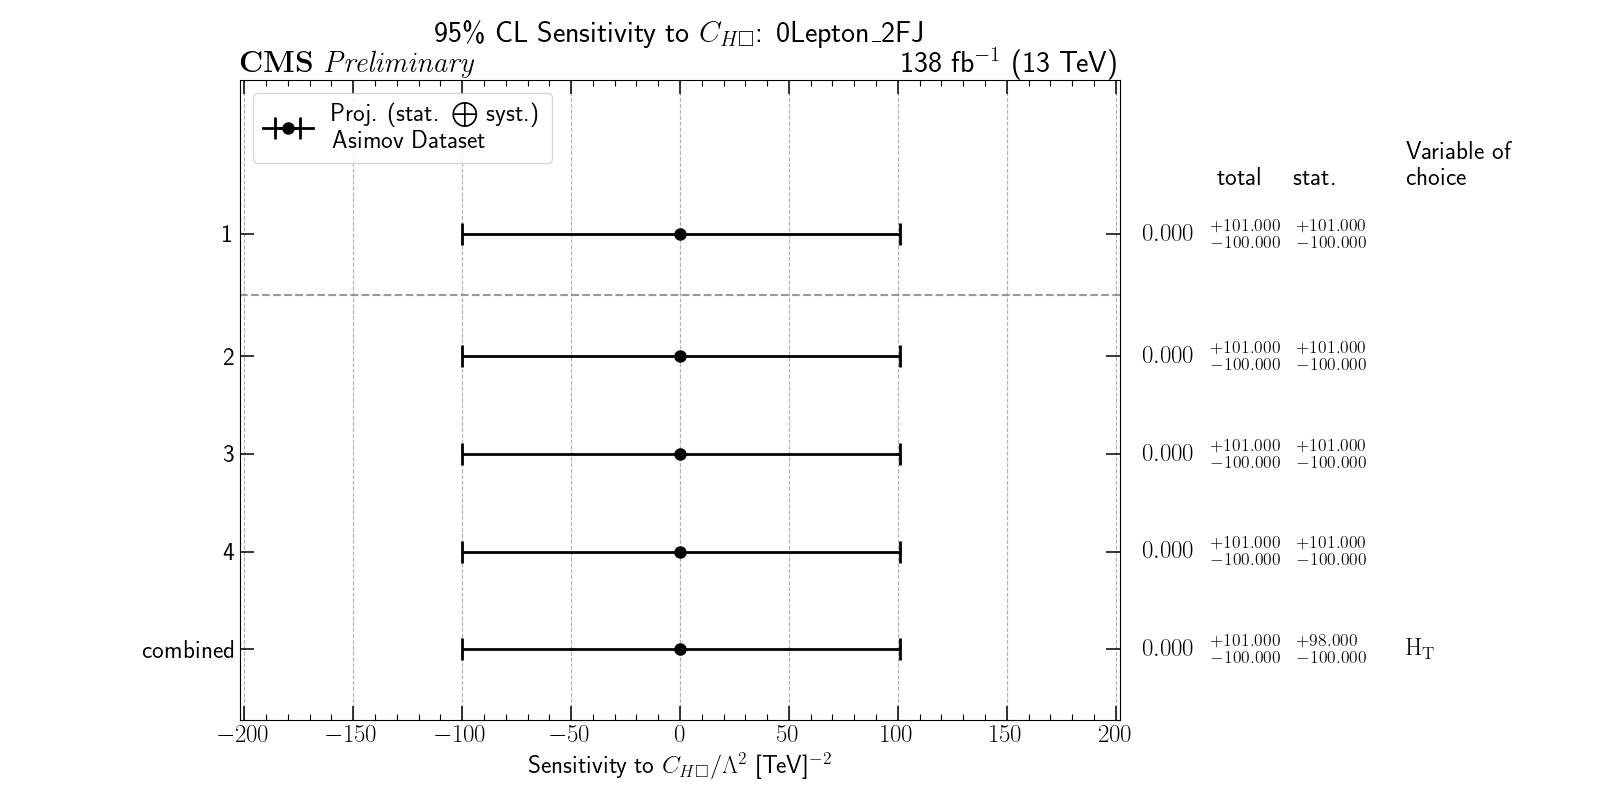 95% CL Sensitivity to C_{H□}: 0Lepton_2FJ
CMS Preliminary 138 fb⁻¹ (13 TeV)
Proj. (stat. ⨁ syst.)
Asimov Dataset
Variable of
total stat. choice
1 0.000 +101.000 −100.000 +101.000 −100.000
2 0.000 +101.000 −100.000 +101.000 −100.000
3 0.000 +101.000 −100.000 +101.000 −100.000
4 0.000 +101.000 −100.000 +101.000 −100.000
combined 0.000 +101.000 −100.000 +98.000 −100.000 H_T
−200 −150 −100 −50 0 50 100 150 200
Sensitivity to C_{H□}/Λ² [TeV]⁻²